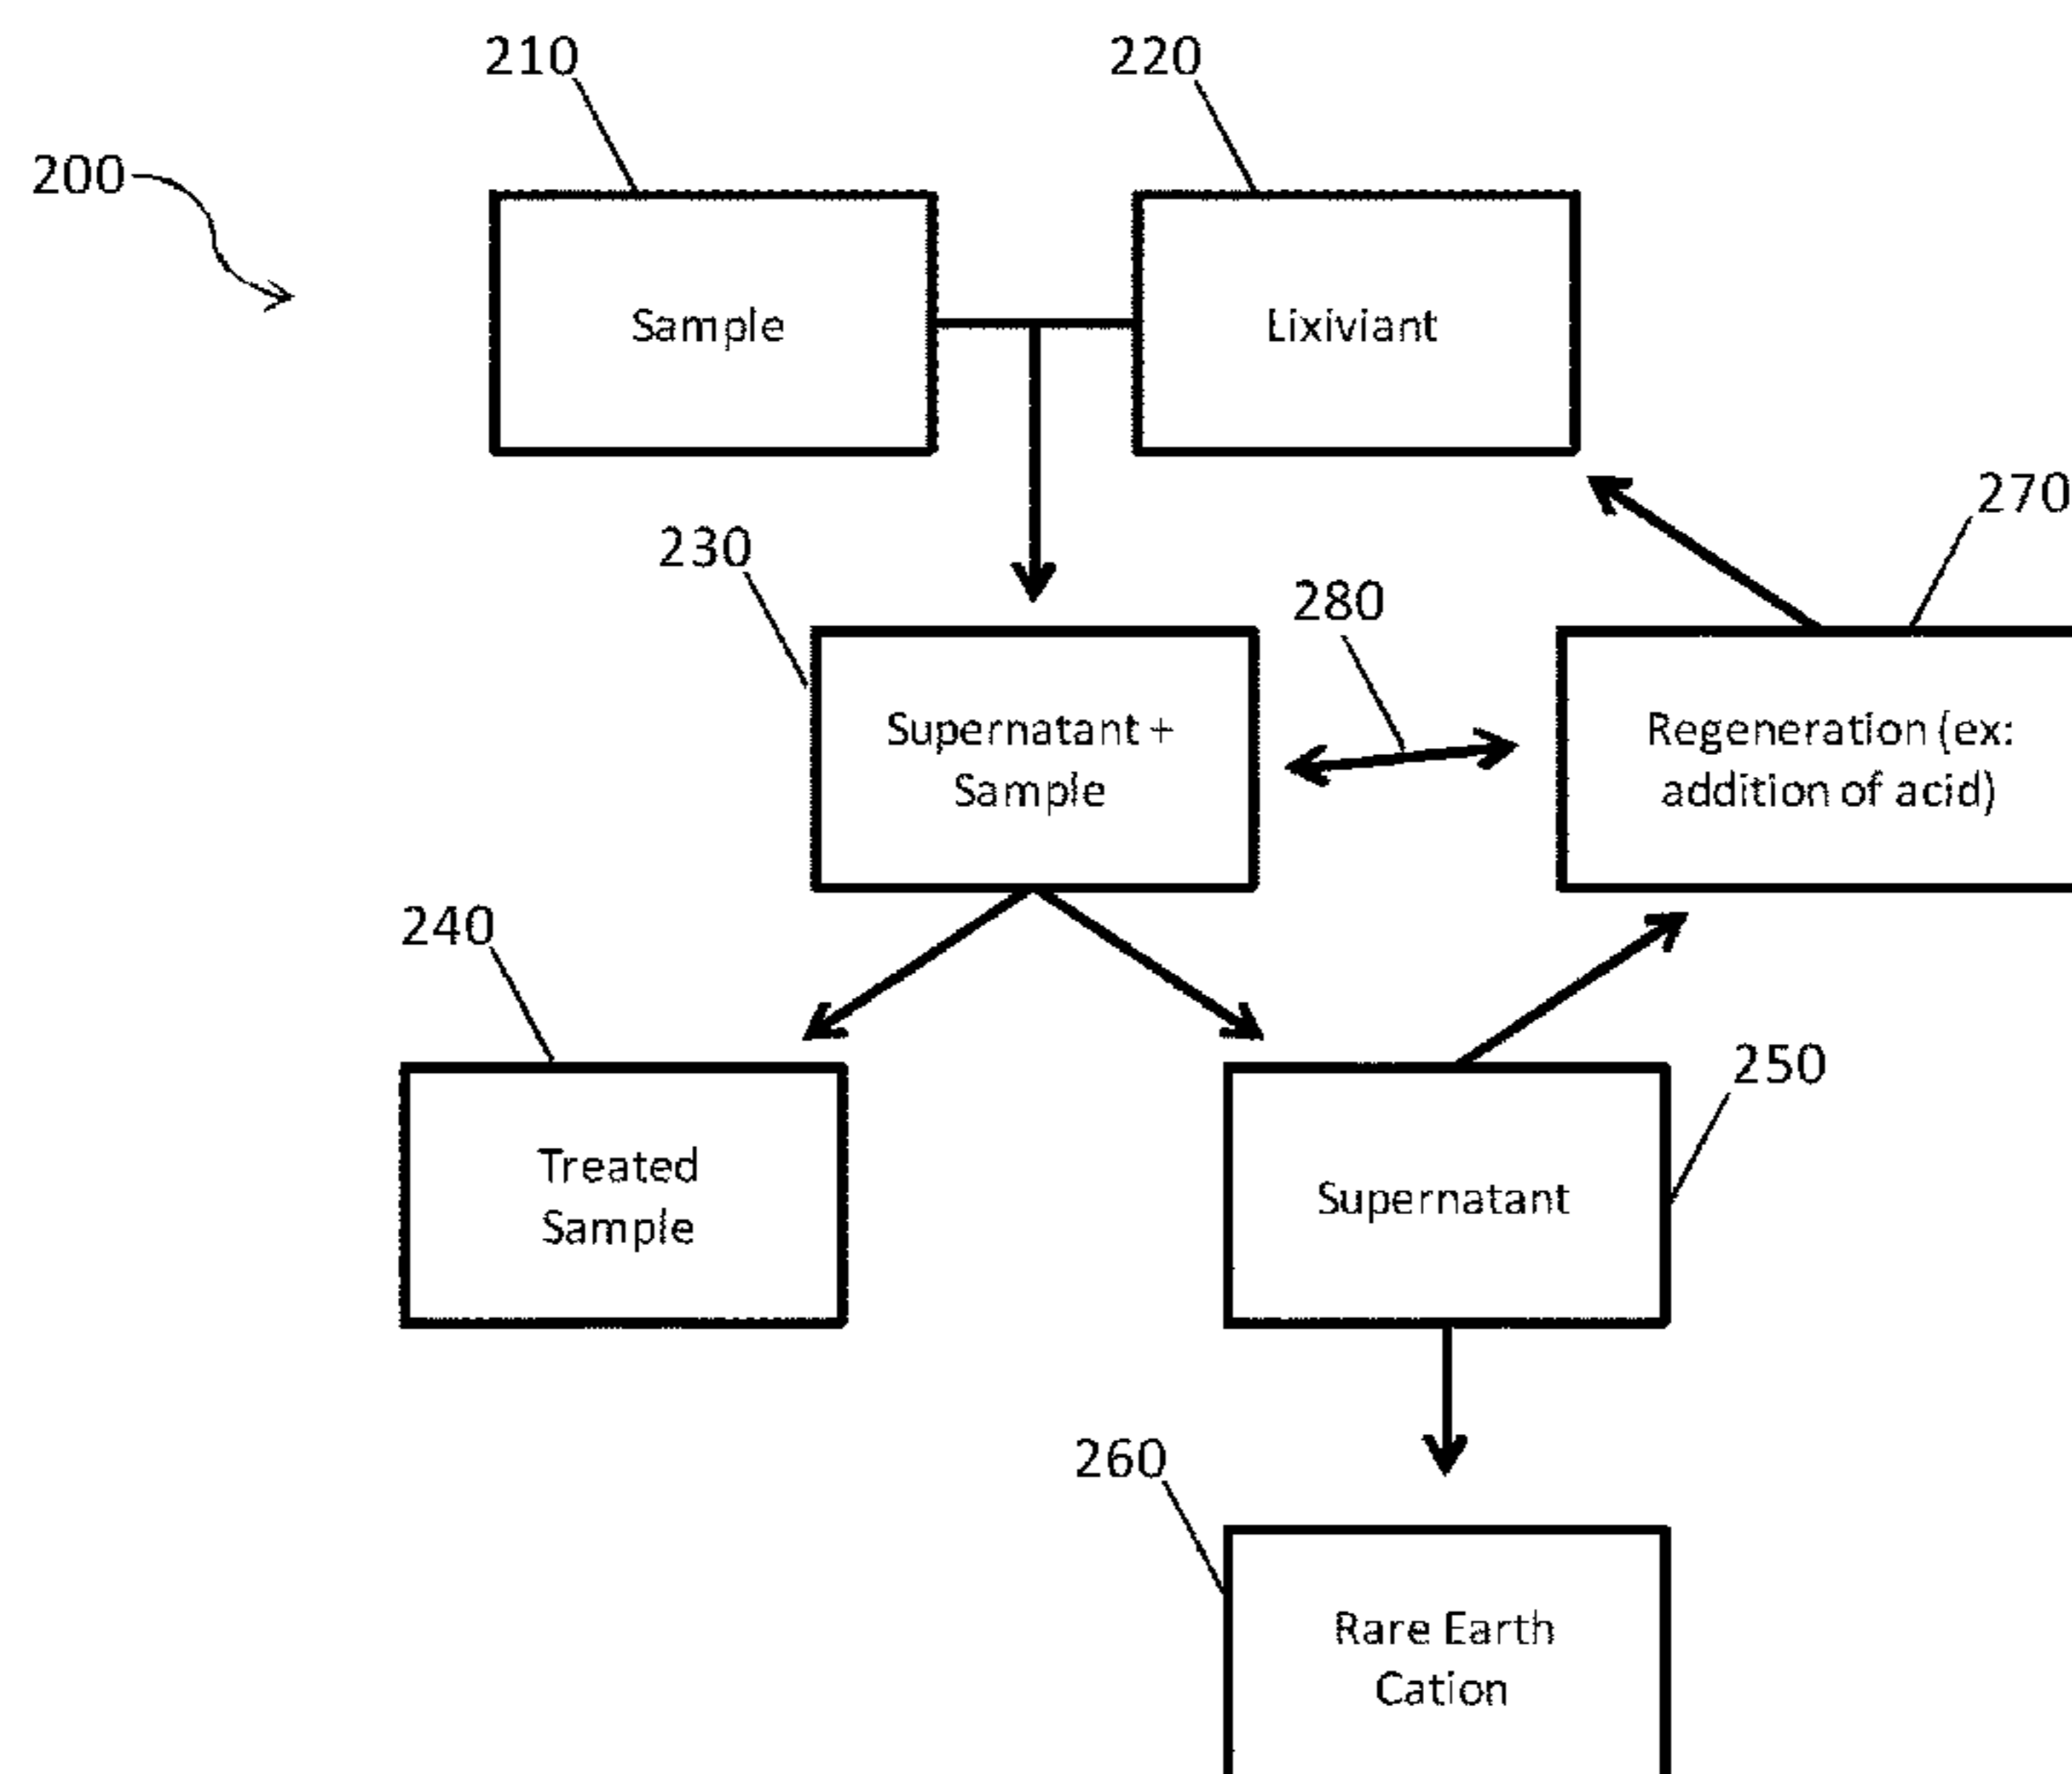 210
220
200
Sample
Lixiviant
270
230
280
Supernatant +
Sample
Regeneration (ex:
addition of acid)
240
250
Treated
Sample
Supernatant
260
Rare Earth
Cation